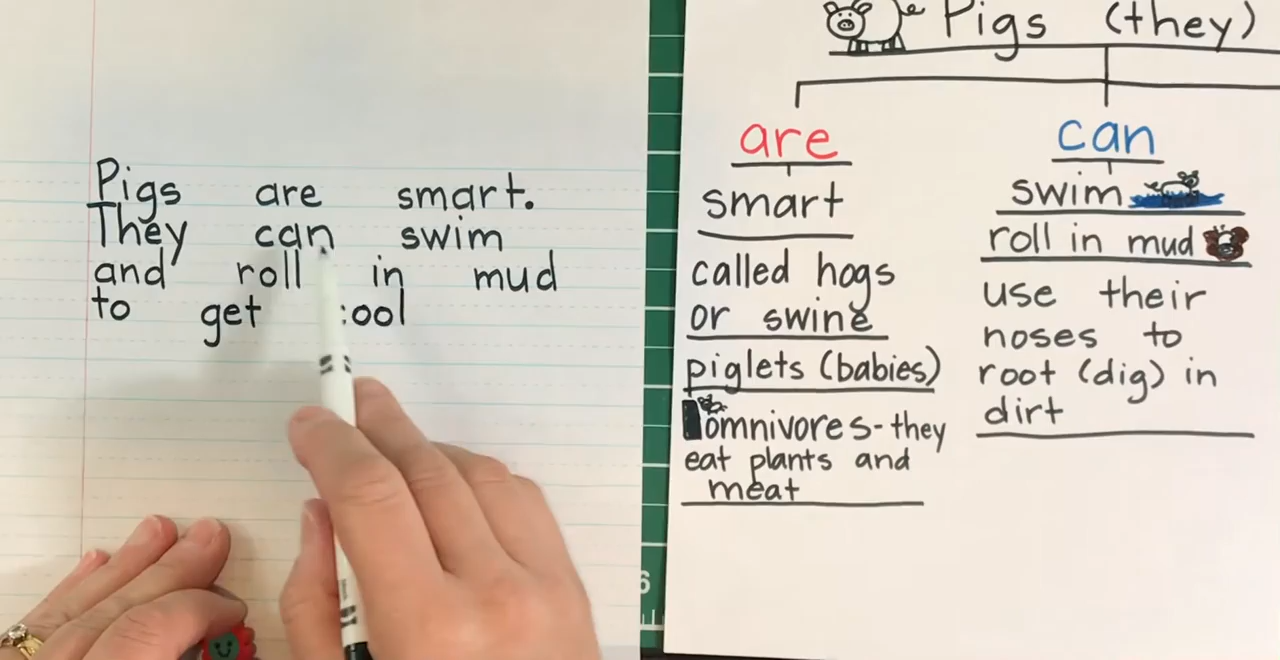 Pigs are smart.
They can swim
and roll in mud
to get cool
Pigs (they)
are
smart
called hogs
or swine
piglets (babies)
omnivores-they
eat plants and
meat
can
swim
roll in mud
use their
noses to
root (dig) in
dirt
6